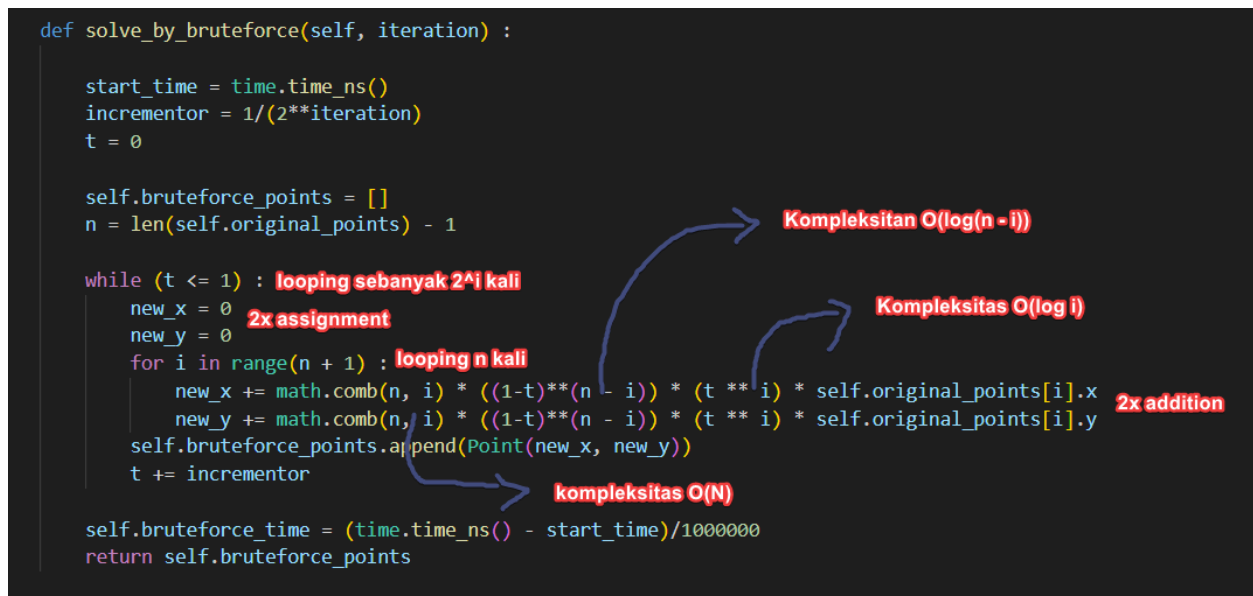 def solve_by_bruteforce(self, iteration) :
start_time = time.time_ns()
incrementor = 1/(2**iteration)
t = 0
self.bruteforce_points = []
n = len(self.original_points) - 1
Kompleksitan O(log(n - i))
while (t <= 1) : looping sebanyak 2^i kali
new_x = 0
2x assignment
new_y = 0
Kompleksitas O(log i)
for i in range(n + 1) : looping n kali
new_x += math.comb(n, i) * ((1-t)**(n - i)) * (t ** i) * self.original_points[i].x
2x addition
new_y += math.comb(n, i) * ((1-t)**(n - i)) * (t ** i) * self.original_points[i].y
self.bruteforce_points.append(Point(new_x, new_y))
t += incrementor
kompleksitas O(N)
self.bruteforce_time = (time.time_ns() - start_time)/1000000
return self.bruteforce_points